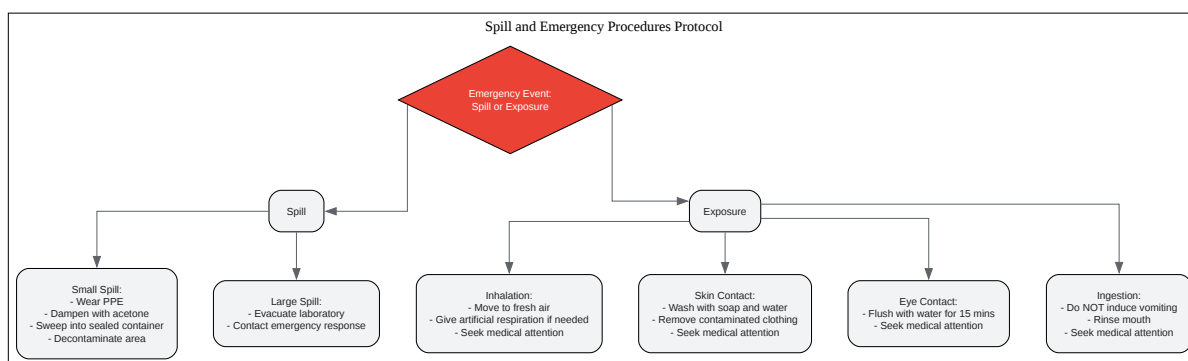 Spill and Emergency Procedures Protocol
Emergency Event:
Spill or Exposure
Spill
Exposure
Small Spill:
- Wear PPE
- Dampen with acetone
- Sweep into sealed container
- Decontaminate area
Large Spill:
- Evacuate laboratory
- Contact emergency response
Inhalation:
- Move to fresh air
- Give artificial respiration if needed
- Seek medical attention
Skin Contact:
- Wash with soap and water
- Remove contaminated clothing
- Seek medical attention
Eye Contact:
- Flush with water for 15 mins
- Seek medical attention
Ingestion:
- Do NOT induce vomiting
- Rinse mouth
- Seek medical attention